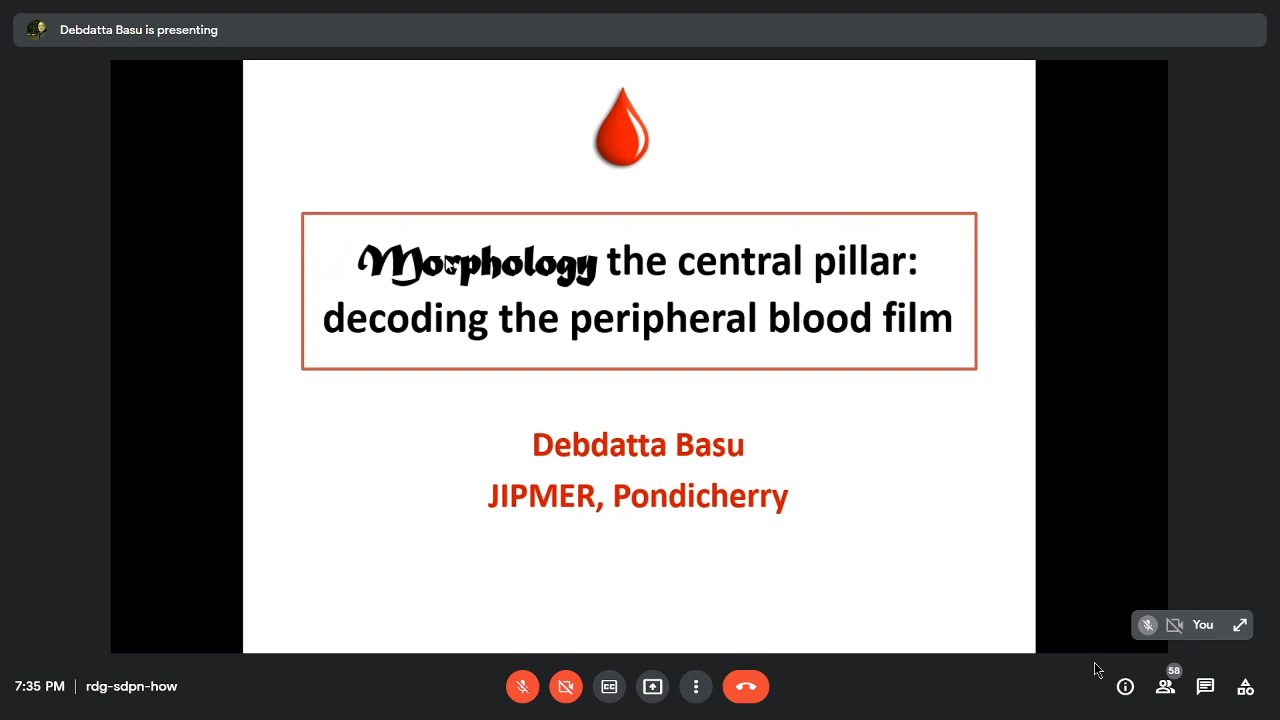 Debdatta Basu is presenting
Morphology the central pillar:
decoding the peripheral blood film
Debdatta Basu
JIPMER, Pondicherry
You
58
7:35 PM | rdg-sdpn-how
CC